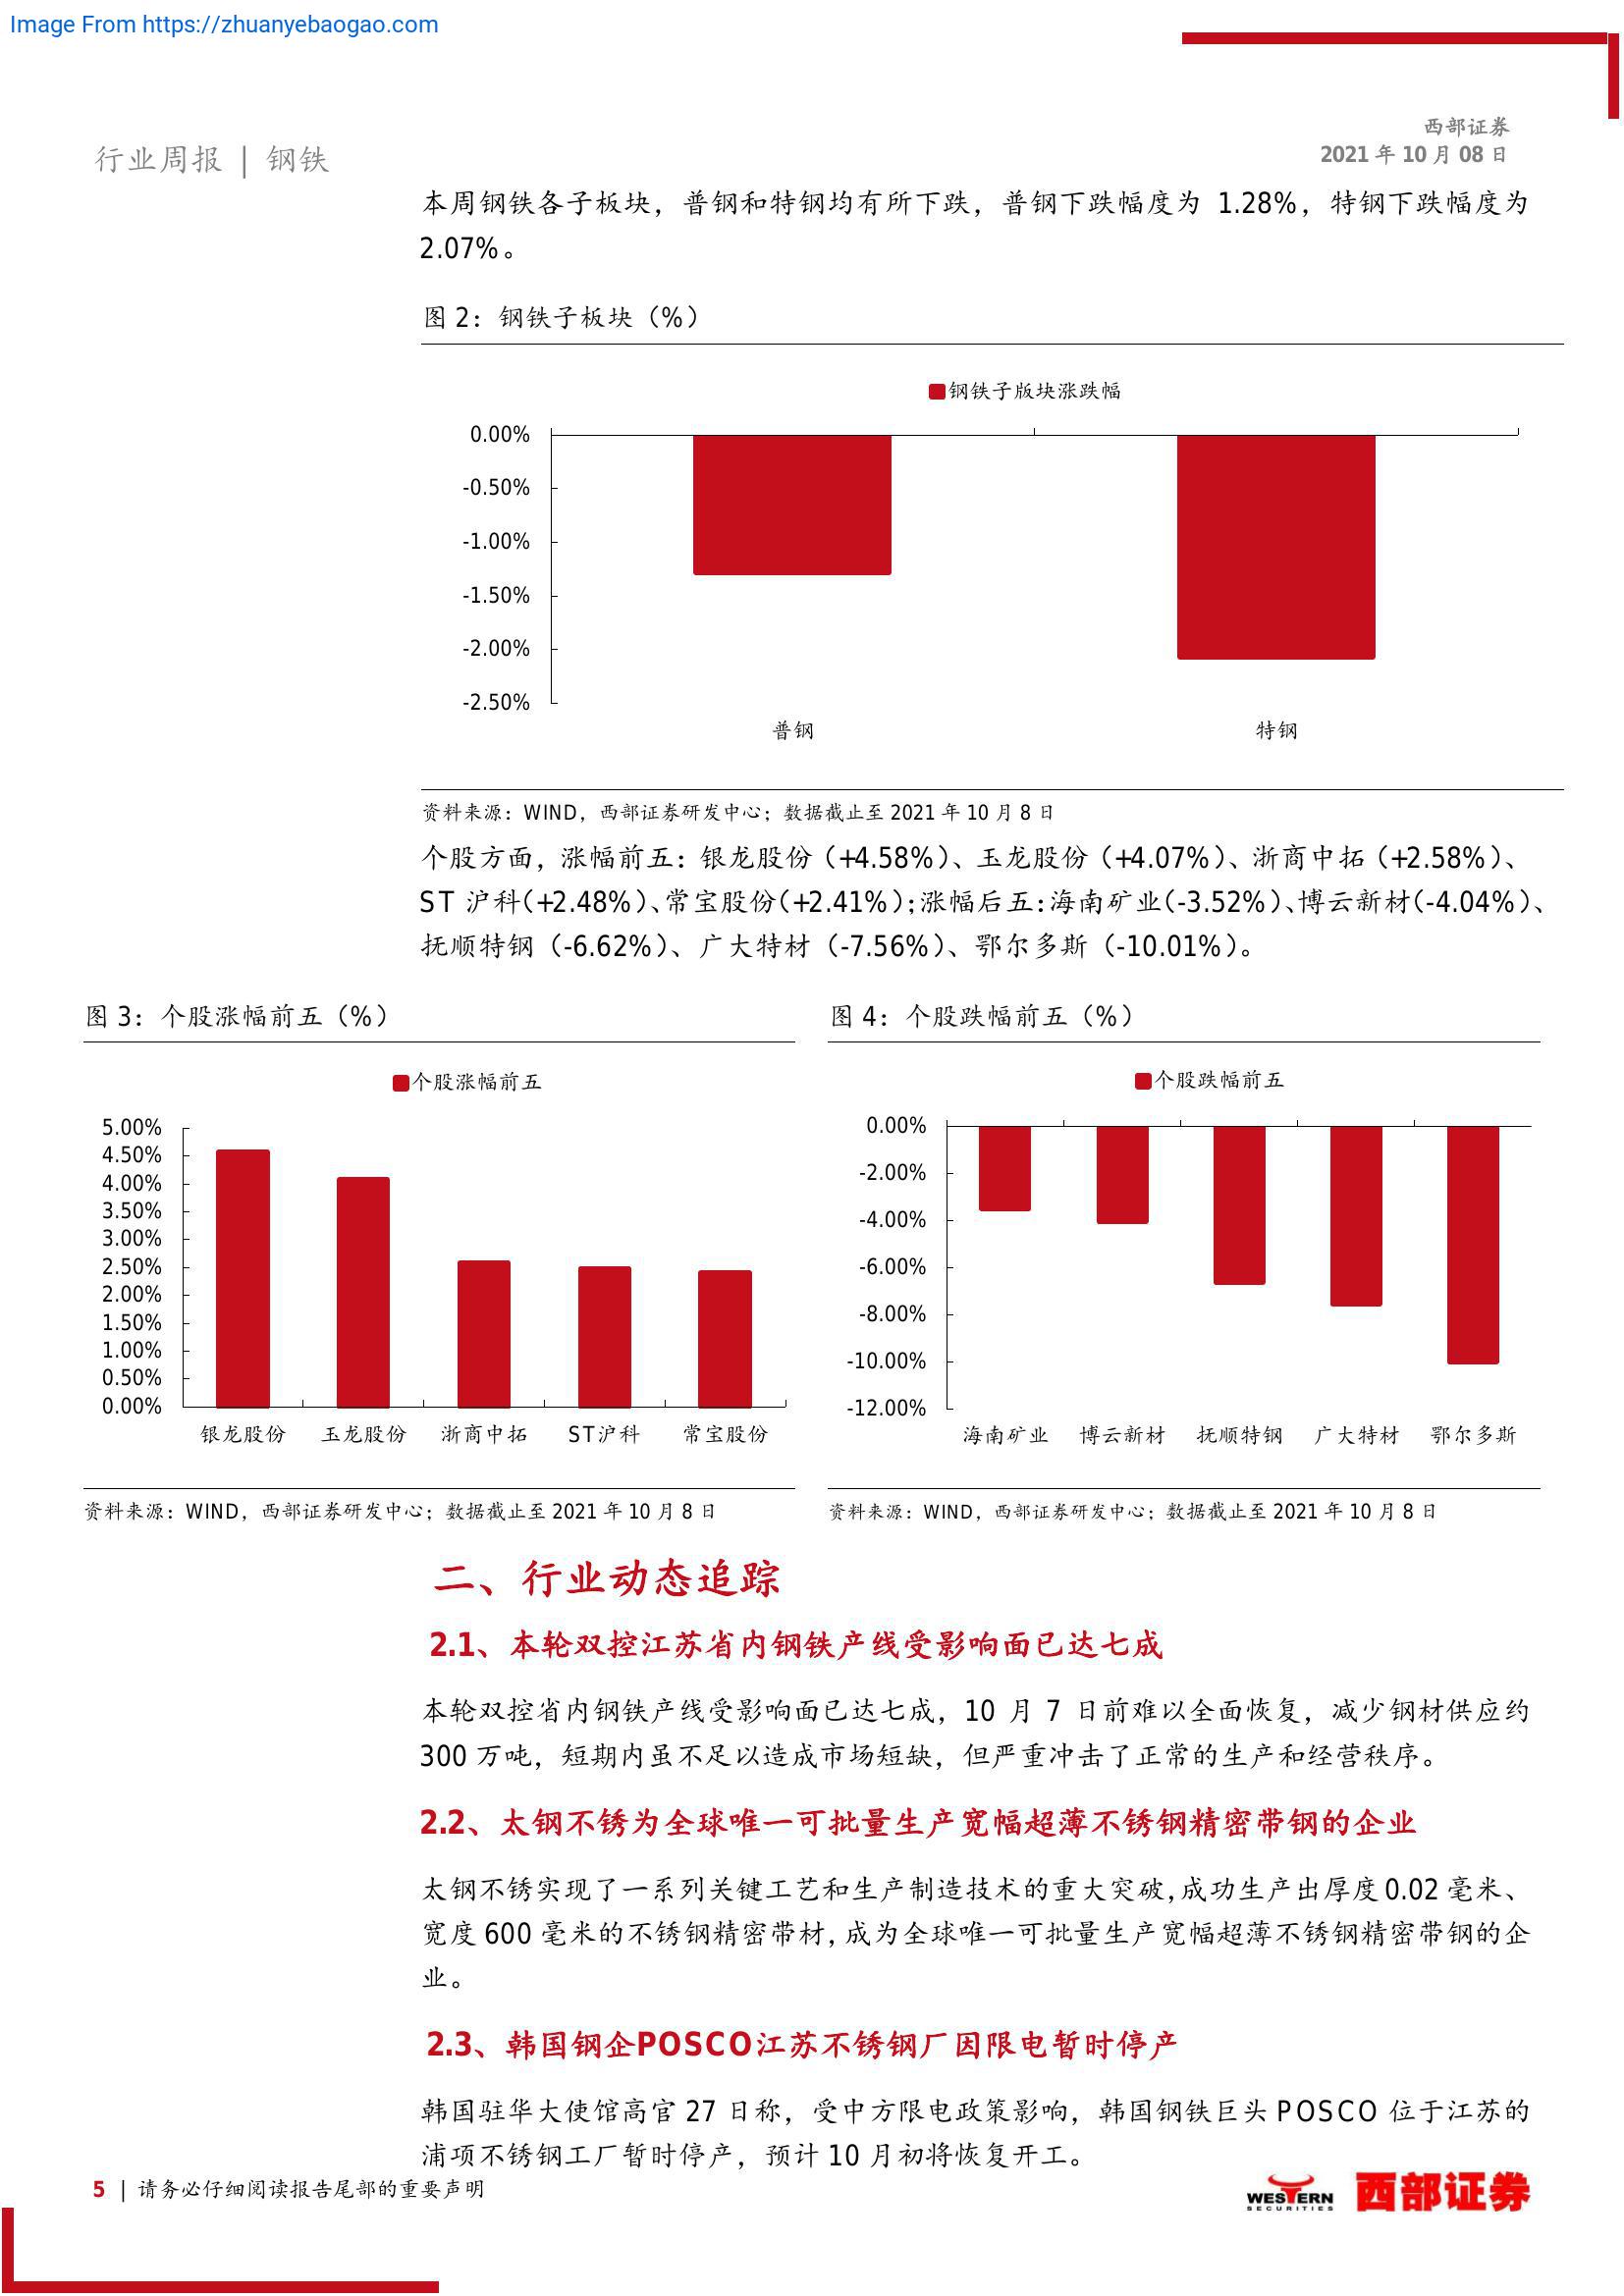 Image From https://zhuanyebaogao.com
西部证券
2021 年 10 月 08 日
行业周报 | 钢铁
本周钢铁各子板块，普钢和特钢均有所下跌，普钢下跌幅度为 1.28%，特钢下跌幅度为
2.07%。
图 2：钢铁子板块（%）
钢铁子版块涨跌幅
0.00%
-0.50%
-1.00%
-1.50%
-2.00%
-2.50%
普钢 特钢
资料来源：WIND，西部证券研发中心；数据截止至 2021 年 10 月 8 日
个股方面，涨幅前五：银龙股份（+4.58%）、玉龙股份（+4.07%）、浙商中拓（+2.58%）、
ST 沪科（+2.48%）、常宝股份（+2.41%）；涨幅后五：海南矿业（-3.52%）、博云新材（-4.04%）、
抚顺特钢（-6.62%）、广大特材（-7.56%）、鄂尔多斯（-10.01%）。
图 3：个股涨幅前五（%）
个股涨幅前五
5.00%
4.50%
4.00%
3.50%
3.00%
2.50%
2.00%
1.50%
1.00%
0.50%
0.00%
银龙股份 玉龙股份 浙商中拓 ST沪科 常宝股份
资料来源：WIND，西部证券研发中心；数据截止至 2021 年 10 月 8 日
图 4：个股跌幅前五（%）
个股跌幅前五
0.00%
-2.00%
-4.00%
-6.00%
-8.00%
-10.00%
-12.00%
海南矿业 博云新材 抚顺特钢 广大特材 鄂尔多斯
资料来源：WIND，西部证券研发中心；数据截止至 2021 年 10 月 8 日
二、行业动态追踪
2.1、本轮双控江苏省内钢铁产线受影响面已达七成
本轮双控省内钢铁产线受影响面已达七成，10 月 7 日前难以全面恢复，减少钢材供应约
300 万吨，短期内虽不足以造成市场短缺，但严重冲击了正常的生产和经营秩序。
2.2、太钢不锈为全球唯一可批量生产宽幅超薄不锈钢精密带钢的企业
太钢不锈实现了一系列关键工艺和生产制造技术的重大突破，成功生产出厚度 0.02 毫米、
宽度 600 毫米的不锈钢精密带材，成为全球唯一可批量生产宽幅超薄不锈钢精密带钢的企
业。
2.3、韩国钢企POSCO江苏不锈钢厂因限电暂时停产
韩国驻华大使馆高官 27 日称，受中方限电政策影响，韩国钢铁巨头 POSCO 位于江苏的
浦项不锈钢工厂暂时停产，预计 10 月初将恢复开工。
5 | 请务必仔细阅读报告尾部的重要声明
WESTERN
SECURITIES
西部证券